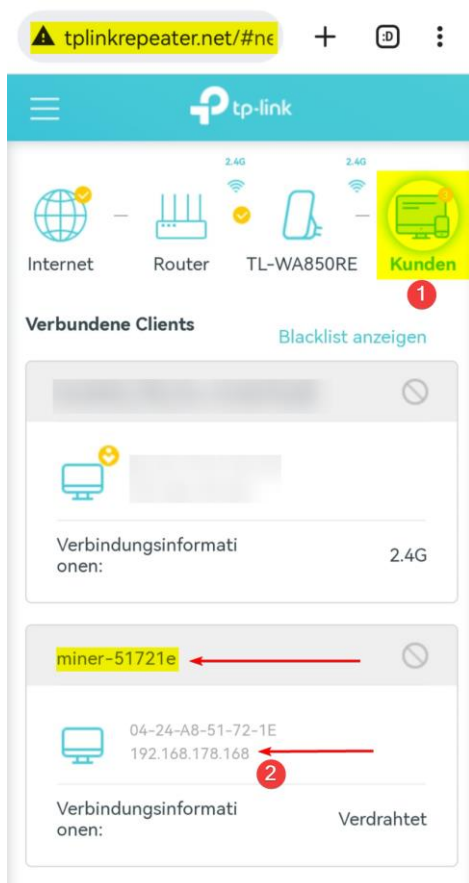 tplinkrepeater.net/#ne
:D
tp-link
2.4G 2.4G
Internet Router TL-WA850RE Kunden
1
Verbundene Clients
Blacklist anzeigen
Verbindungsinformati
onen:
2.4G
miner-51721e
04-24-A8-51-72-1E
192.168.178.168
2
Verbindungsinformati
onen:
Verdrahtet